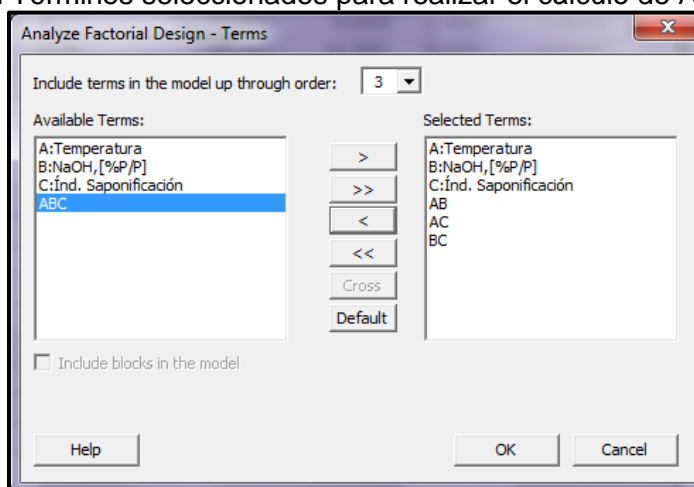 Términos seleccionados para realizar el cálculo de
Analyze Factorial Design - Terms
Include terms in the model up through order: 3
Available Terms:
A:Temperatura
B:NaOH,[%P/P]
C:Índ. Saponificación
ABC
>
>>
<
<<
Cross
Default
Selected Terms:
A:Temperatura
B:NaOH,[%P/P]
C:Índ. Saponificación
AB
AC
BC
Include blocks in the model
Help
OK
Cancel